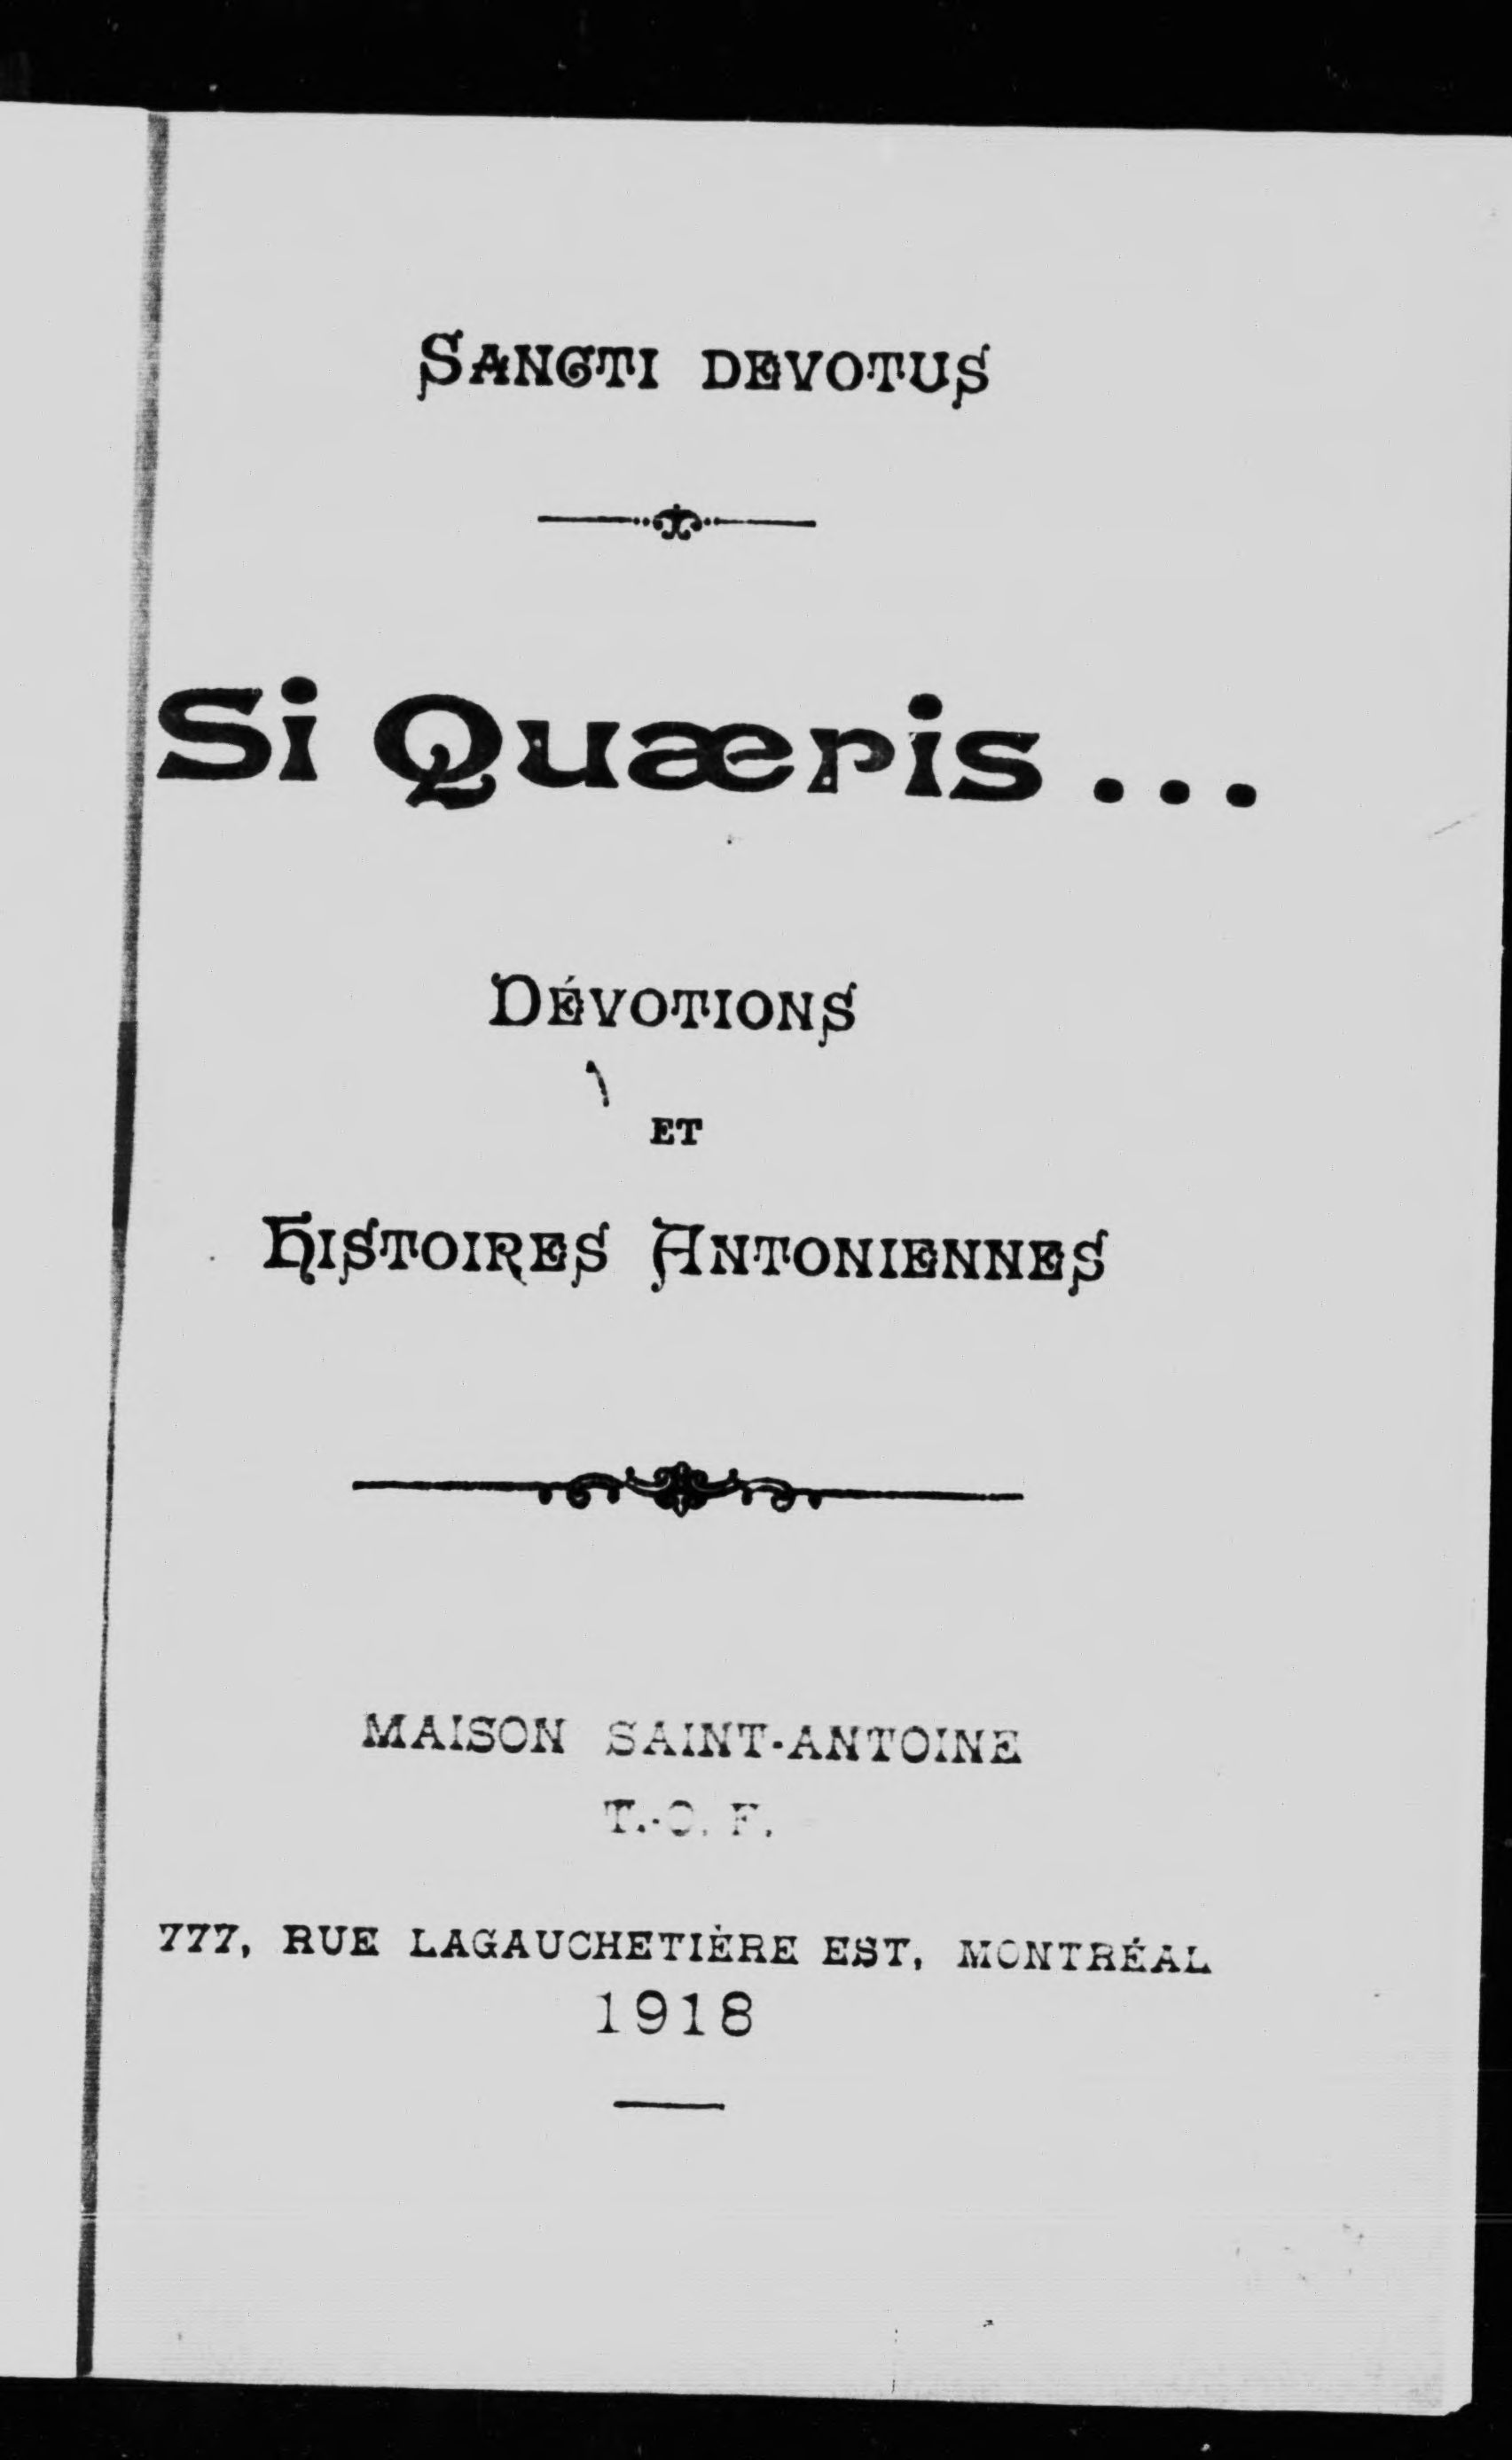 SANCTI DEVOTUS
Si Quæris...
DÉVOTIONS
ET
HISTOIRES ANTONIENNES
MAISON SAINT-ANTOINE
T.-O. F.
777, RUE LAGAUCHETIÈRE EST, MONTRÉAL
1918